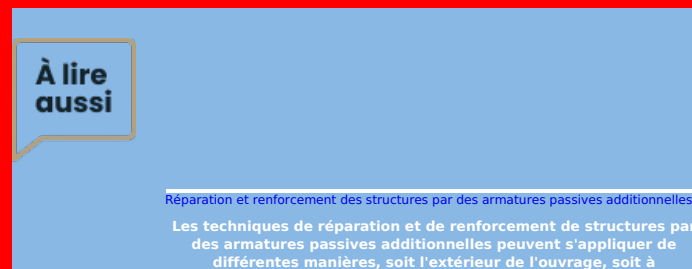 À lire
aussi
Réparation et renforcement des structures par des armatures passives additionnelles
Les techniques de réparation et de renforcement de structures par
des armatures passives additionnelles peuvent s'appliquer de
différentes manières, soit l'extérieur de l'ouvrage, soit à